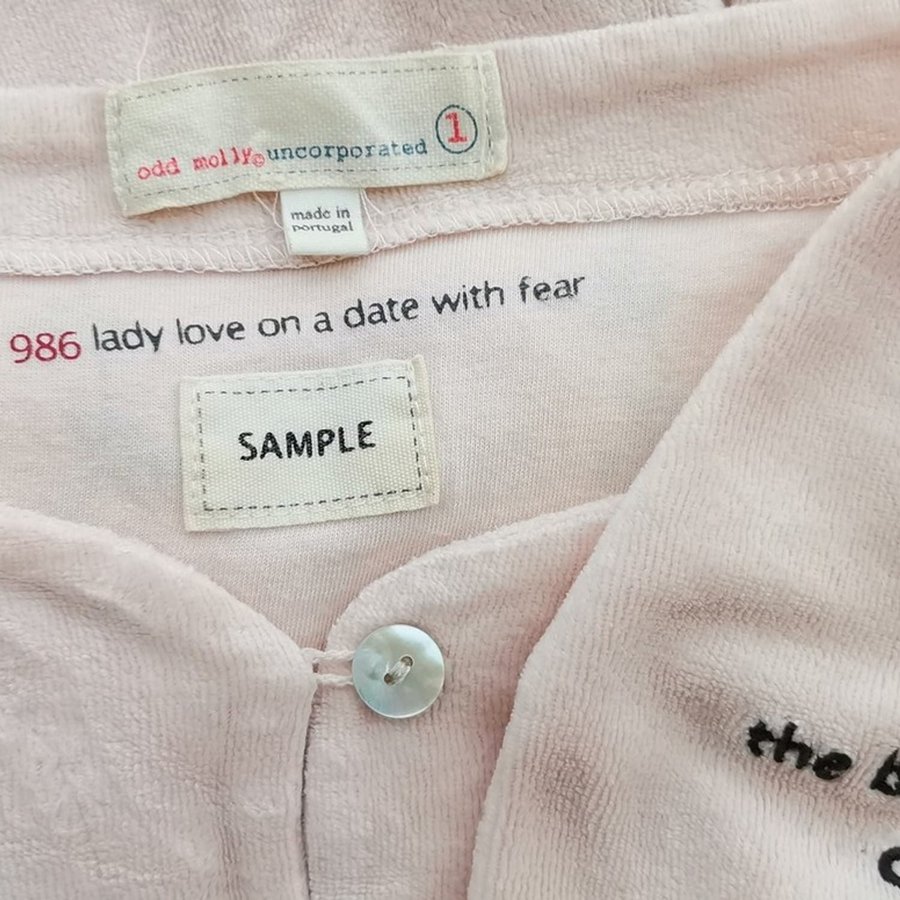 odd molly©uncorporated 1
made in
portugal
986 lady love on a date with fear
SAMPLE
the